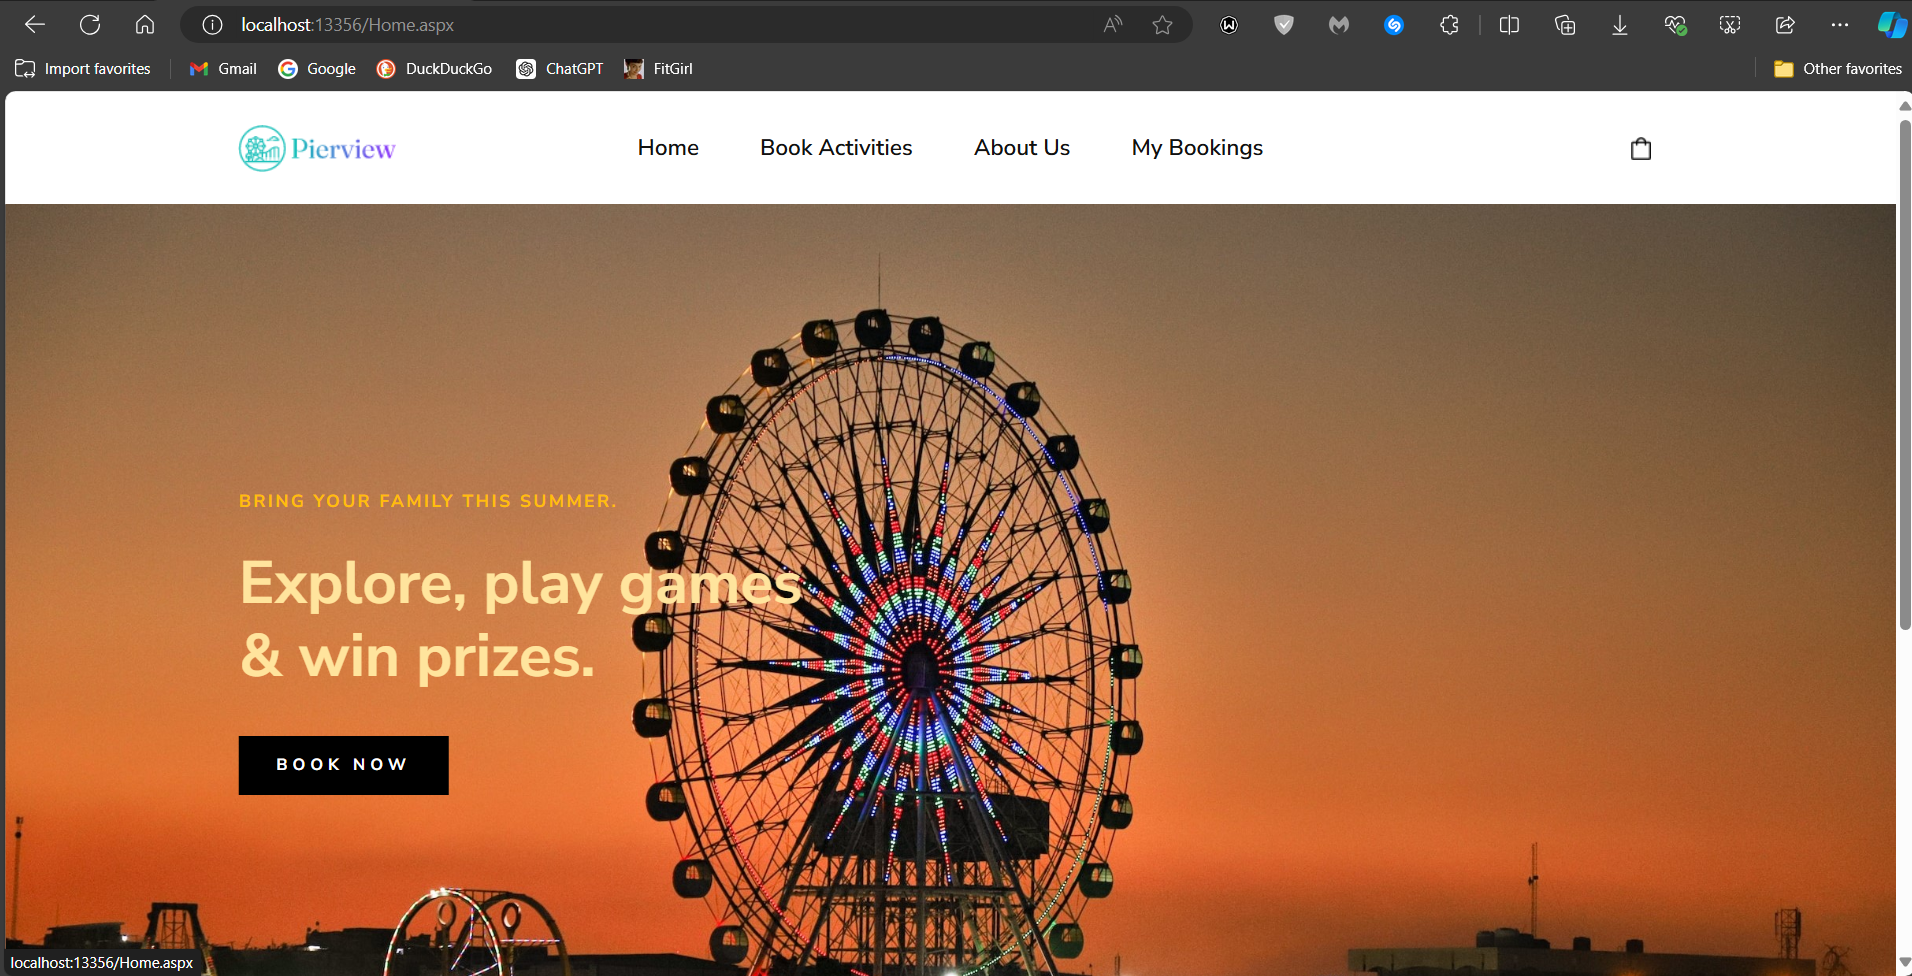 localhost:13356/Home.aspx
Import favorites
Gmail
Google
DuckDuckGo
ChatGPT
FitGirl
Other favorites
Pierview
Home
Book Activities
About Us
My Bookings
BRING YOUR FAMILY THIS SUMMER.
Explore, play games
& win prizes.
BOOK NOW
localhost:13356/Home.aspx